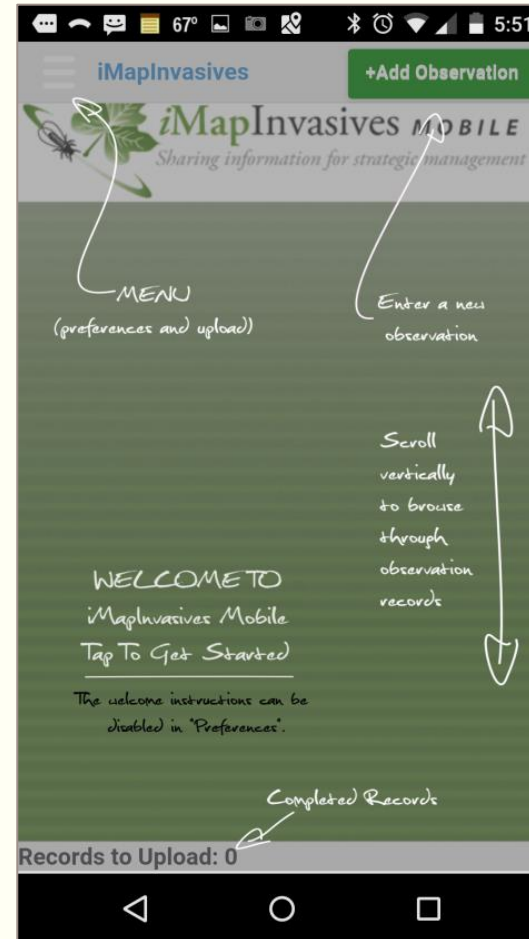 67° 5:51
iMapInvasives +Add Observation
iMapInvasives MOBILE
Sharing information for strategic management
MENU
(preferences and upload))
Enter a new
observation
Scroll
vertically
to browse
through
observation
records
WELCOME TO
iMapInvasives Mobile
Tap To Get Started
The welcome instructions can be
disabled in "Preferences".
Completed Records
Records to Upload: 0